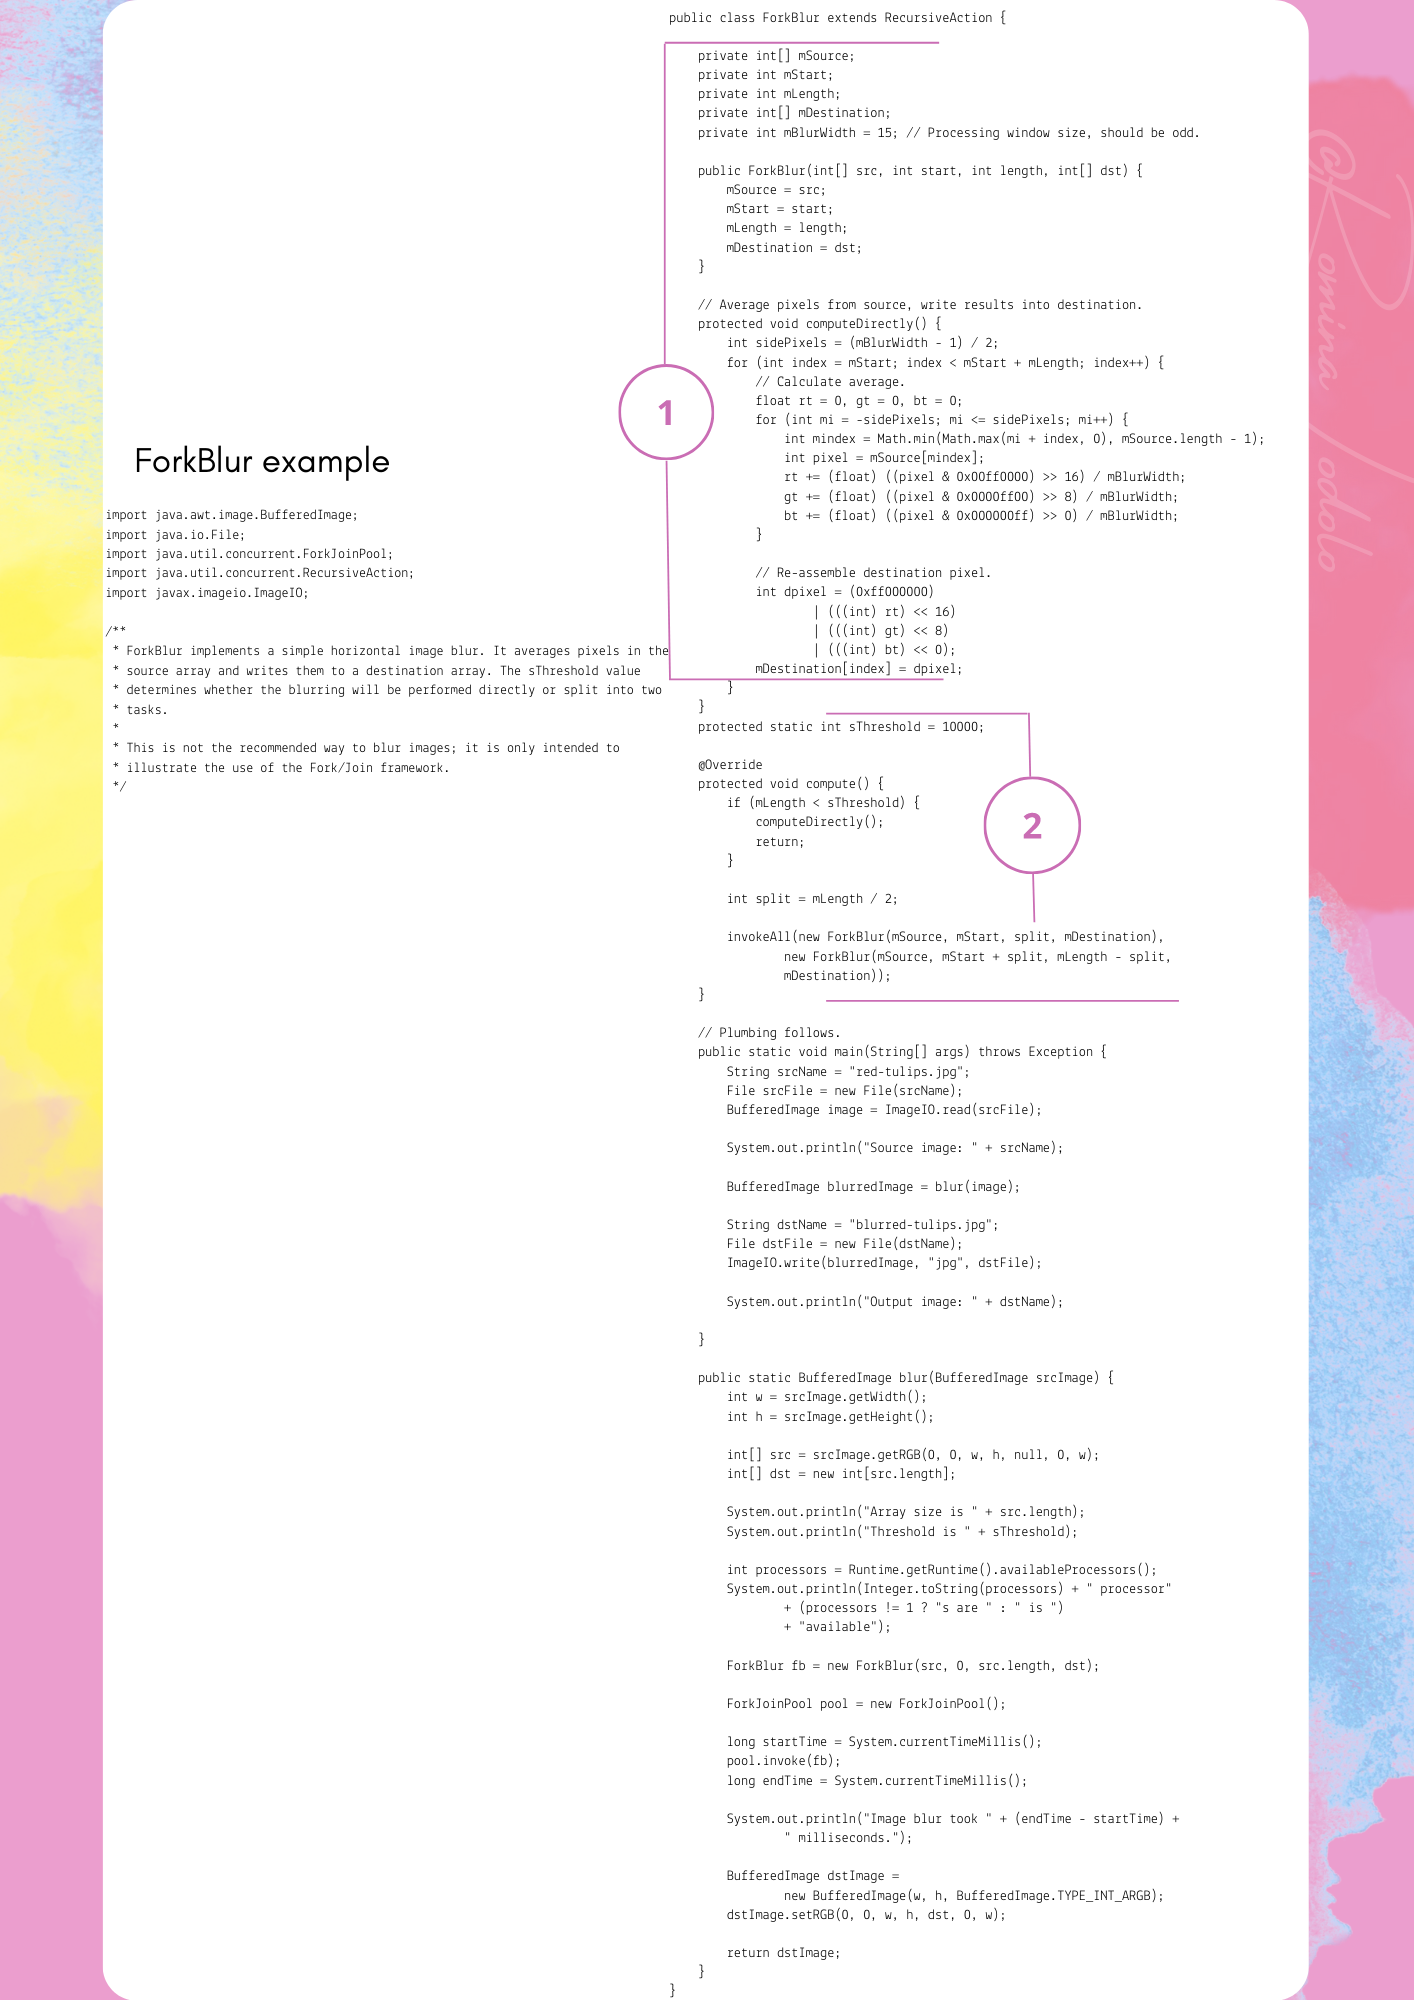 ForkBlur example
import java.awt.image.BufferedImage;
import java.io.File;
import java.util.concurrent.ForkJoinPool;
import java.util.concurrent.RecursiveAction;
import javax.imageio.ImageIO;

/**
 * ForkBlur implements a simple horizontal image blur. It averages pixels in the
 * source array and writes them to a destination array. The sThreshold value
 * determines whether the blurring will be performed directly or split into two
 * tasks.
 *
 * This is not the recommended way to blur images; it is only intended to
 * illustrate the use of the Fork/Join framework.
 */
public class ForkBlur extends RecursiveAction {

    private int[] mSource;
    private int mStart;
    private int mLength;
    private int[] mDestination;
    private int mBlurWidth = 15; // Processing window size, should be odd.

    public ForkBlur(int[] src, int start, int length, int[] dst) {
        mSource = src;
        mStart = start;
        mLength = length;
        mDestination = dst;
    }

    // Average pixels from source, write results into destination.
    protected void computeDirectly() {
        int sidePixels = (mBlurWidth - 1) / 2;
        for (int index = mStart; index < mStart + mLength; index++) {
            // Calculate average.
            float rt = 0, gt = 0, bt = 0;
            for (int mi = -sidePixels; mi <= sidePixels; mi++) {
                int mindex = Math.min(Math.max(mi + index, 0), mSource.length - 1);
                int pixel = mSource[mindex];
                rt += (float) ((pixel & 0x00ff0000) >> 16) / mBlurWidth;
                gt += (float) ((pixel & 0x0000ff00) >> 8) / mBlurWidth;
                bt += (float) ((pixel & 0x000000ff) >> 0) / mBlurWidth;
            }

            // Re-assemble destination pixel.
            int dpixel = (0xff000000)
                    | (((int) rt) << 16)
                    | (((int) gt) << 8)
                    | (((int) bt) << 0);
            mDestination[index] = dpixel;
        }
    }
1
    protected static int sThreshold = 10000;

    @Override
    protected void compute() {
        if (mLength < sThreshold) {
            computeDirectly();
            return;
        }

        int split = mLength / 2;

        invokeAll(new ForkBlur(mSource, mStart, split, mDestination),
                new ForkBlur(mSource, mStart + split, mLength - split,
                mDestination));
    }
2

    // Plumbing follows.
    public static void main(String[] args) throws Exception {
        String srcName = "red-tulips.jpg";
        File srcFile = new File(srcName);
        BufferedImage image = ImageIO.read(srcFile);

        System.out.println("Source image: " + srcName);

        BufferedImage blurredImage = blur(image);

        String dstName = "blurred-tulips.jpg";
        File dstFile = new File(dstName);
        ImageIO.write(blurredImage, "jpg", dstFile);

        System.out.println("Output image: " + dstName);

    }

    public static BufferedImage blur(BufferedImage srcImage) {
        int w = srcImage.getWidth();
        int h = srcImage.getHeight();

        int[] src = srcImage.getRGB(0, 0, w, h, null, 0, w);
        int[] dst = new int[src.length];

        System.out.println("Array size is " + src.length);
        System.out.println("Threshold is " + sThreshold);

        int processors = Runtime.getRuntime().availableProcessors();
        System.out.println(Integer.toString(processors) + " processor"
                + (processors != 1 ? "s are " : " is ")
                + "available");

        ForkBlur fb = new ForkBlur(src, 0, src.length, dst);

        ForkJoinPool pool = new ForkJoinPool();

        long startTime = System.currentTimeMillis();
        pool.invoke(fb);
        long endTime = System.currentTimeMillis();

        System.out.println("Image blur took " + (endTime - startTime) +
                " milliseconds.");

        BufferedImage dstImage =
                new BufferedImage(w, h, BufferedImage.TYPE_INT_ARGB);
        dstImage.setRGB(0, 0, w, h, dst, 0, w);

        return dstImage;
    }
}
@Romina